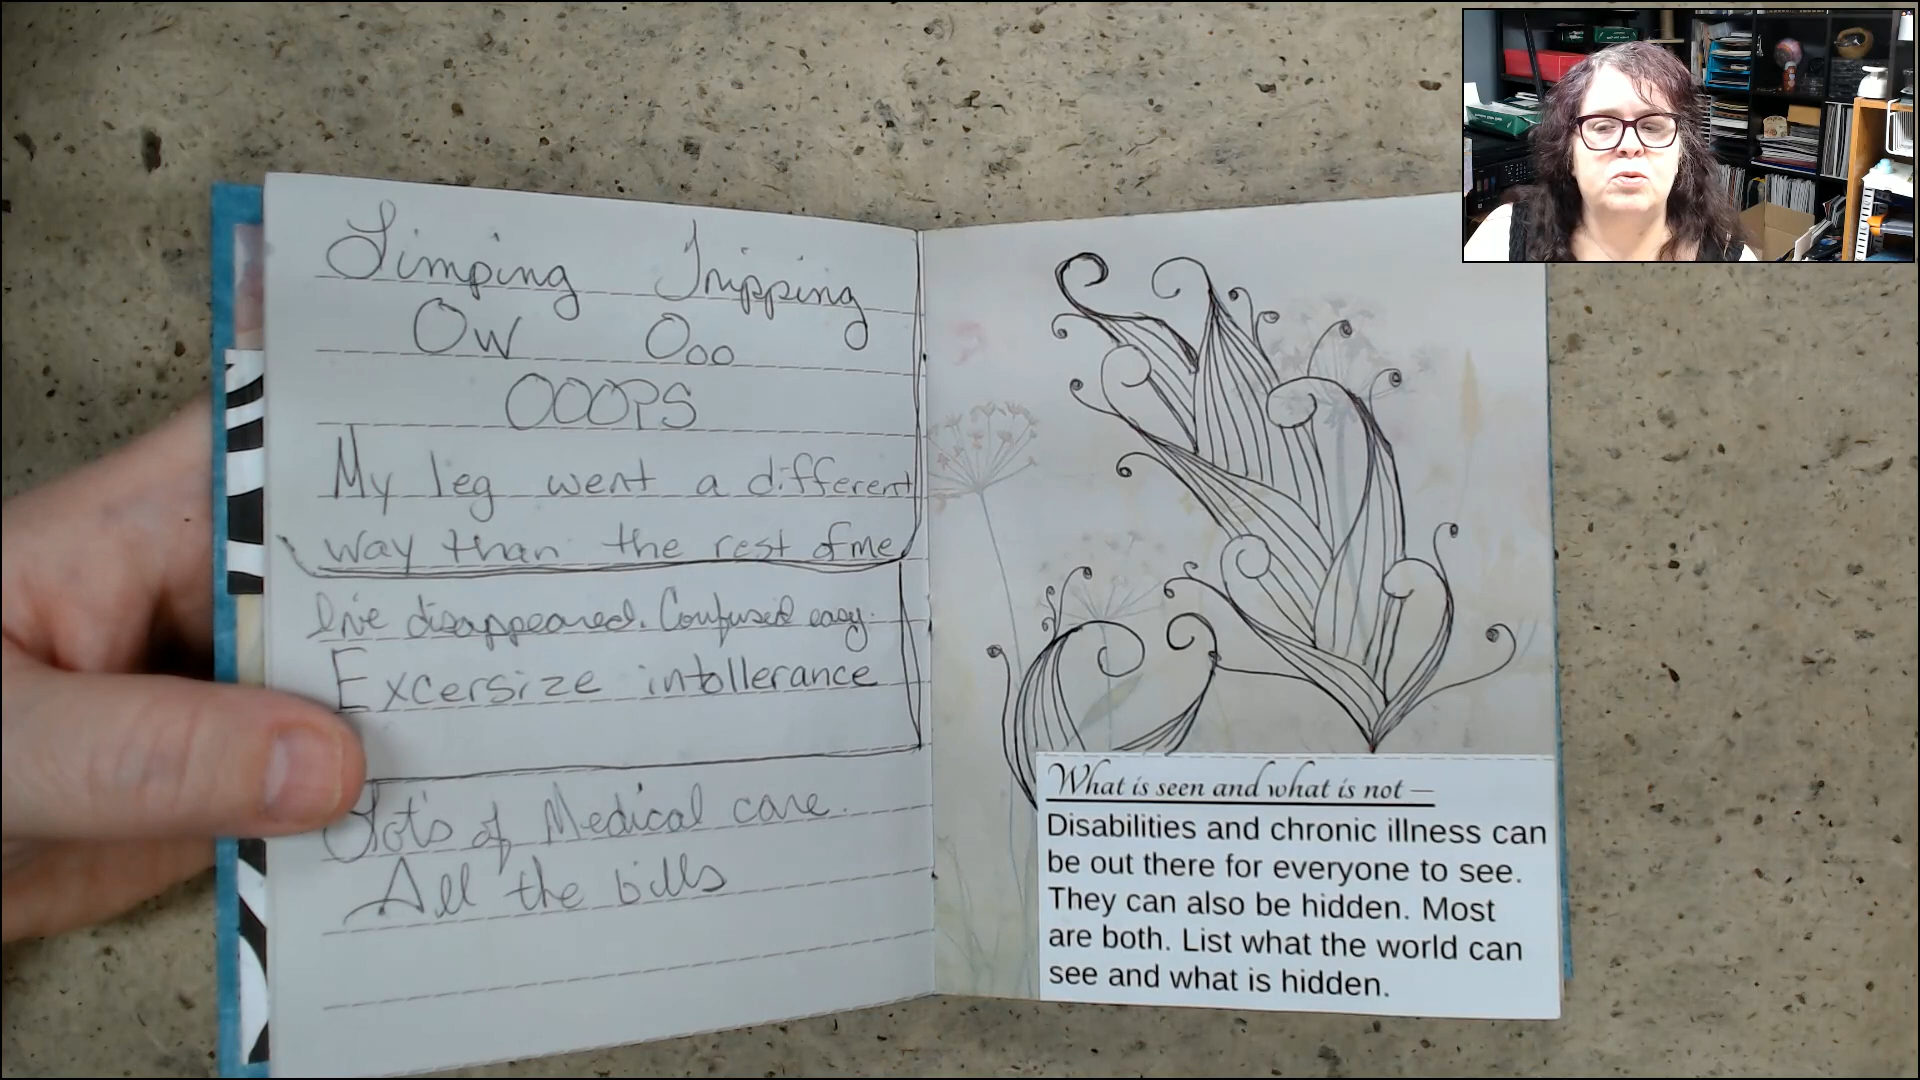 Limping Tripping
Ow Ooo
OOOPS
My leg went a different
way than the rest of me
I've disappeared. Confused easy.
Excersize intollerance
Lot's of Medical care.
All the bills
What is seen and what is not —
Disabilities and chronic illness can
be out there for everyone to see.
They can also be hidden. Most
are both. List what the world can
see and what is hidden.